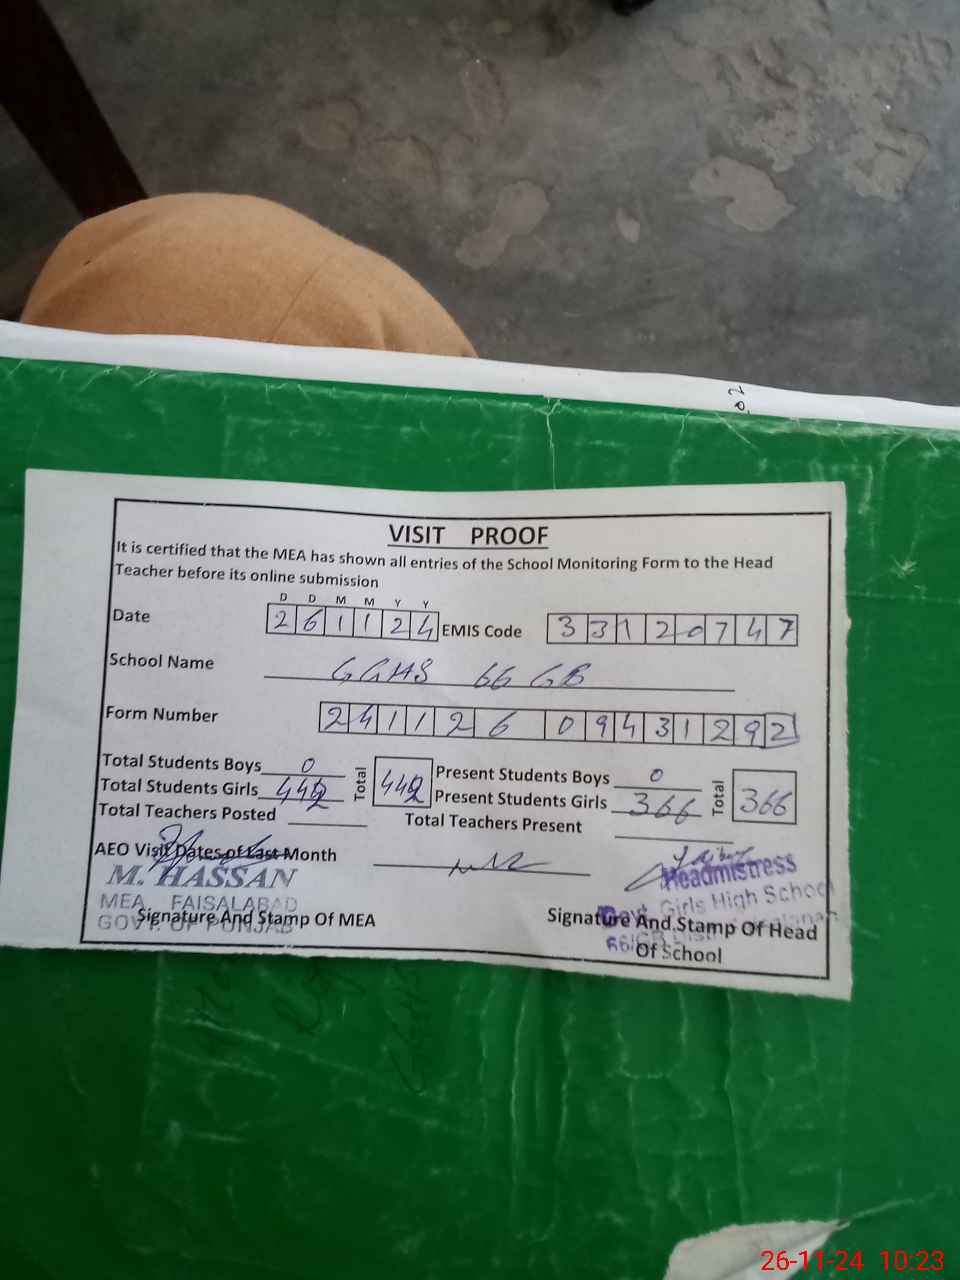 VISIT PROOF
It is certified that the MEA has shown all entries of the School Monitoring Form to the Head
Teacher before its online submission
D D M M Y Y
Date 2 6 1 1 2 4 EMIS Code 3 3 1 2 0 7 4 7
School Name GGHS 66 GB
Form Number 2 4 1 1 2 6 0 9 4 3 1 2 9 2
Total Students Boys 0 Total Present Students Boys 0 Total
Total Students Girls 442 442 Present Students Girls 366 366
Total Teachers Posted Total Teachers Present
AEO Visit Dates of Last Month Nil
M. HASSAN
MEA, FAISALABAD
GOVT. OF PUNJAB
Signature And Stamp Of MEA
Headmistress
Govt. Girls High School
Signature And Stamp Of Head
Of School
02
26-11-24 10:23